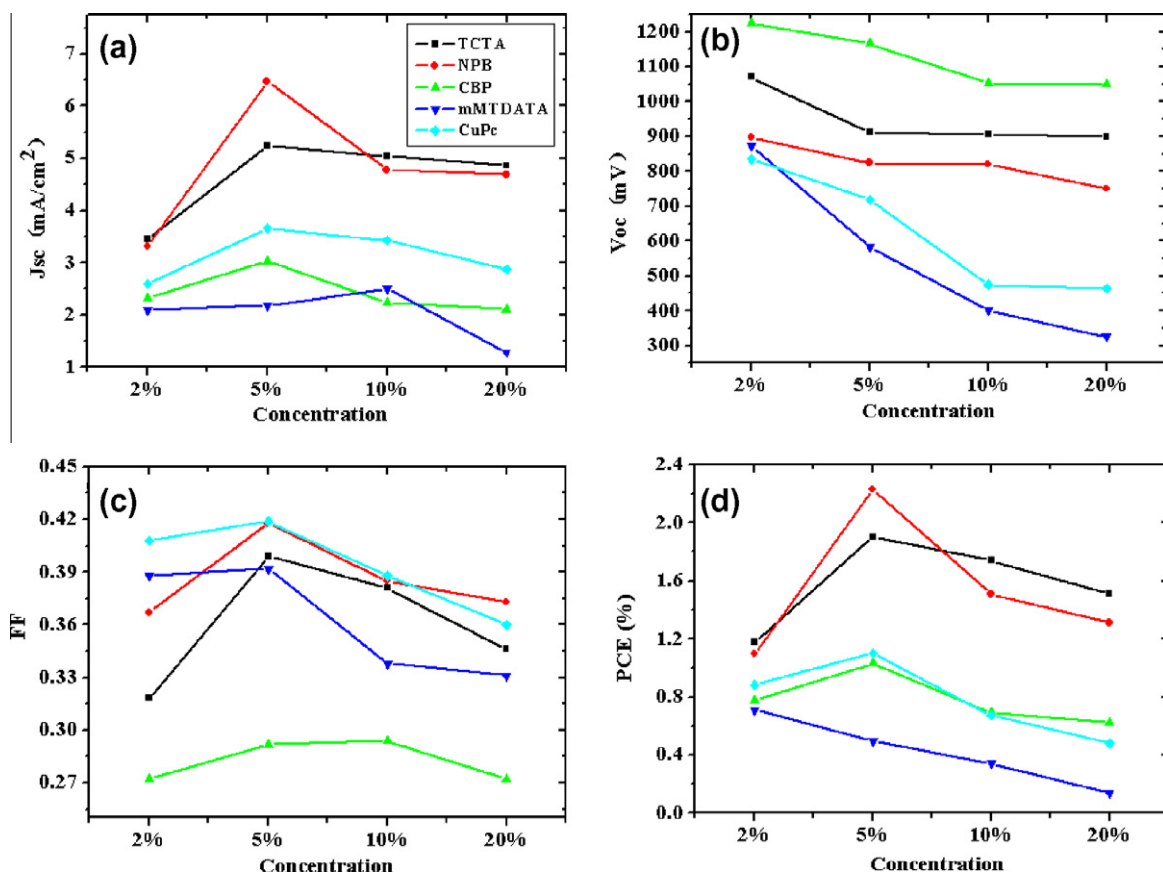 (a)
TCTA
NPB
CBP
mMTDATA
CuPc
7
6
5
4
3
2
1
Jsc (mA/cm²)
2% 5% 10% 20%
Concentration
(b)
1200
1100
1000
900
800
700
600
500
400
300
Voc (mV)
2% 5% 10% 20%
Concentration
(c)
0.45
0.42
0.39
0.36
0.33
0.30
0.27
FF
2% 5% 10% 20%
Concentration
(d)
2.4
2.0
1.6
1.2
0.8
0.4
0.0
PCE (%)
2% 5% 10% 20%
Concentration